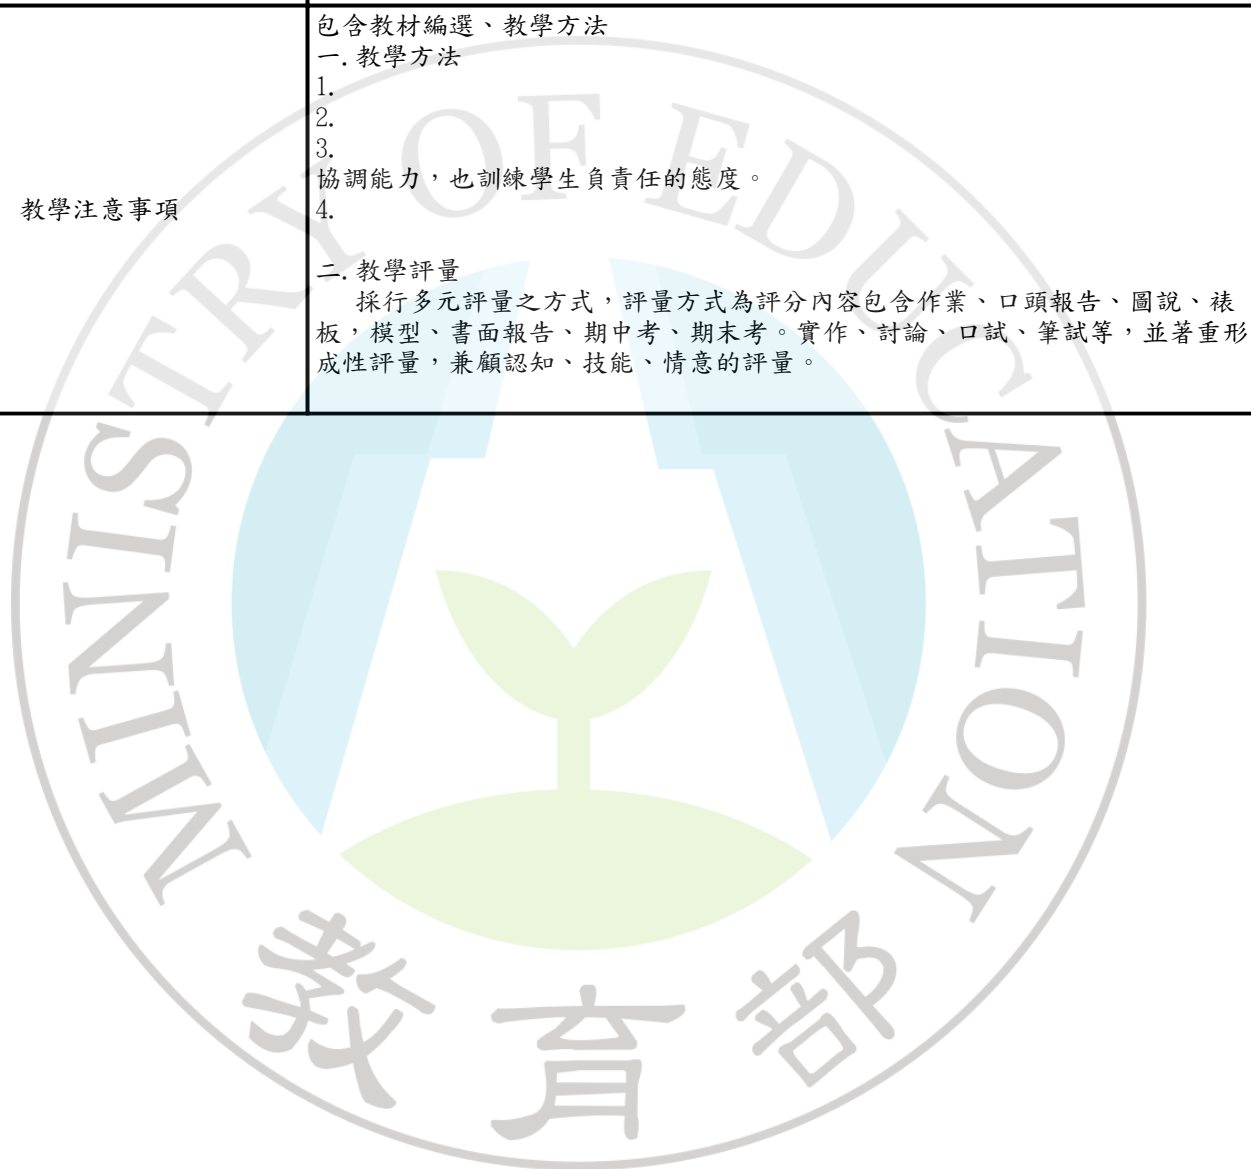 包含教材編選、教學方法
一.教學方法
1.
2.
3.
協調能力，也訓練學生負責任的態度。
教學注意事項
4.
二.教學評量
採行多元評量之方式，評量方式為評分內容包含作業、口頭報告、圖說、裱
板，模型、書面報告、期中考、期末考。實作、討論、口試、筆試等，並著重形
成性評量，兼顧認知、技能、情意的評量。
MINISTRY OF EDUCATION
教育部